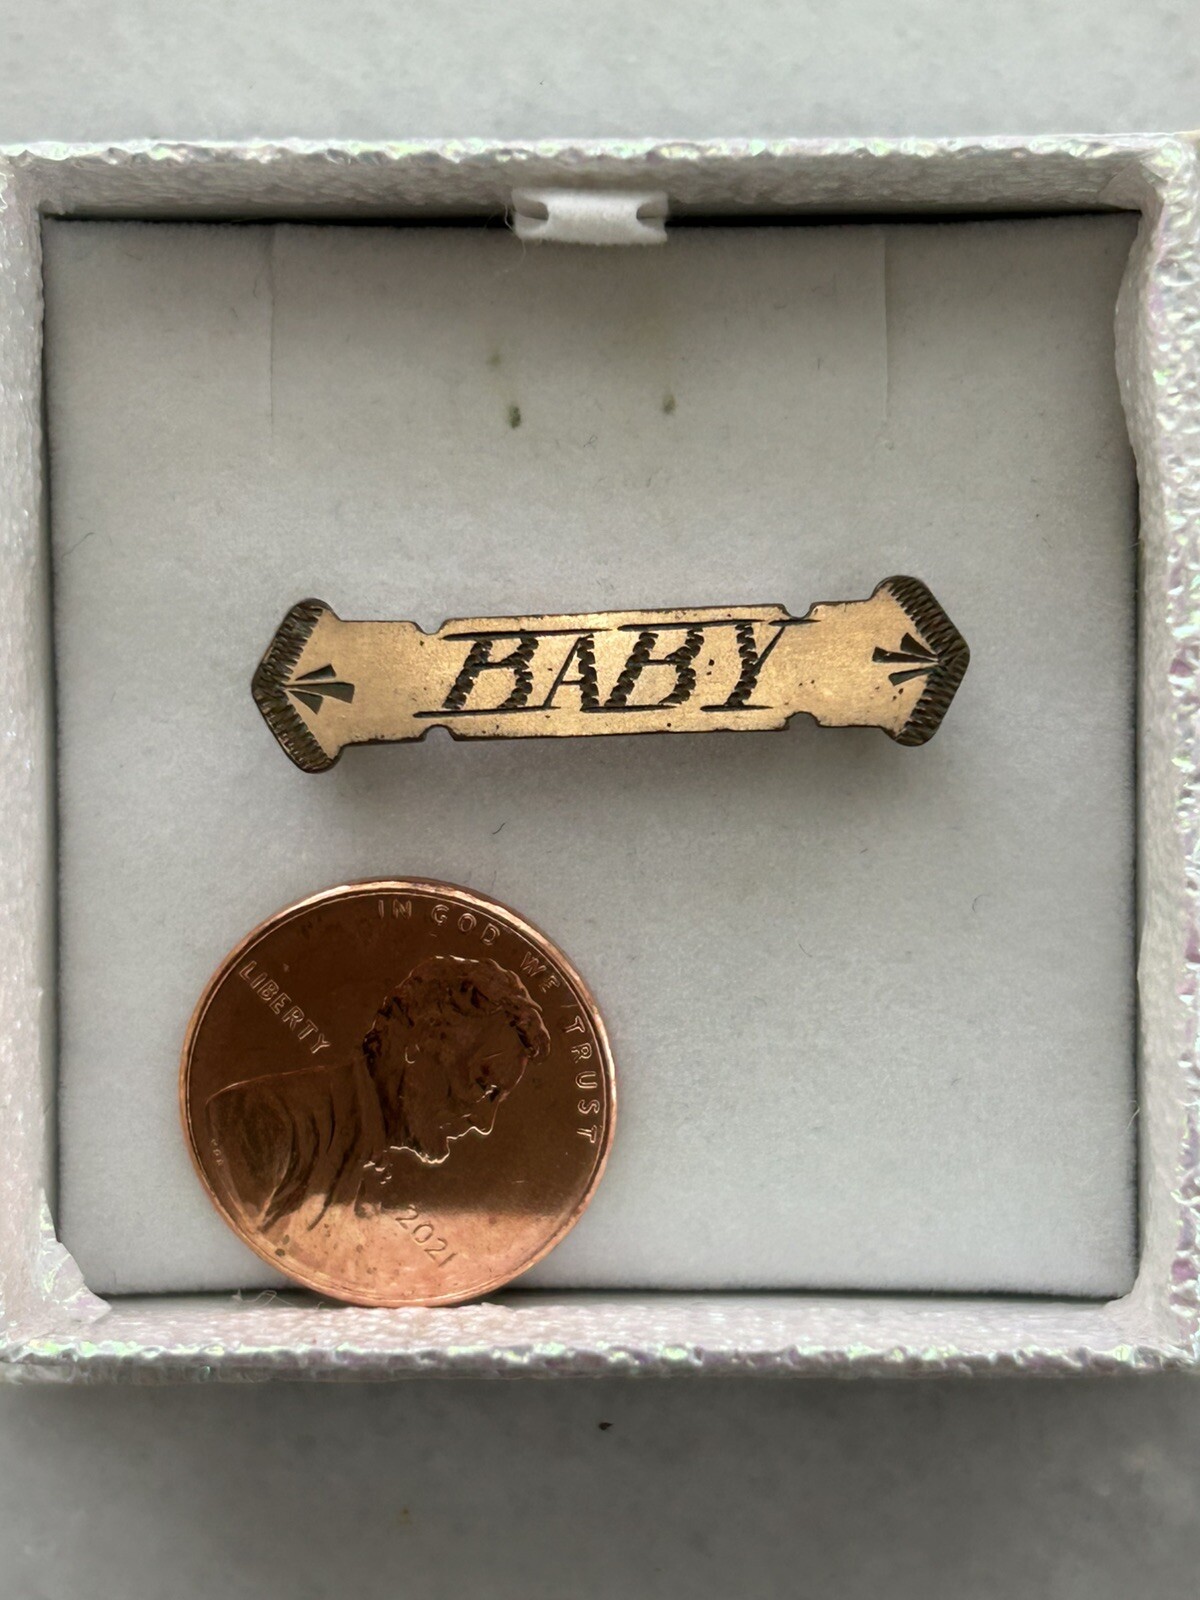 BABY
IN GOD WE TRUST
LIBERTY
2021